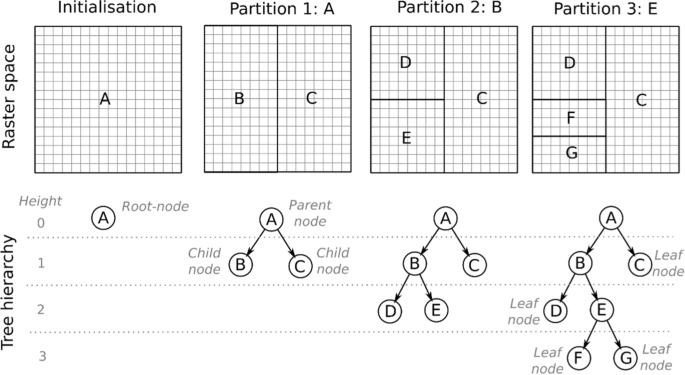 Initialisation
Partition 1: A
Partition 2: B
Partition 3: E
Raster space
A
B
C
D
E
C
D
F
G
C
Tree hierarchy
Height
0
1
2
3
A
Root-node
A
Parent
node
Child
node
B
C
Child
node
A
B
C
D
E
A
B
C
Leaf
node
Leaf
node
D
E
Leaf
node
F
G
Leaf
node